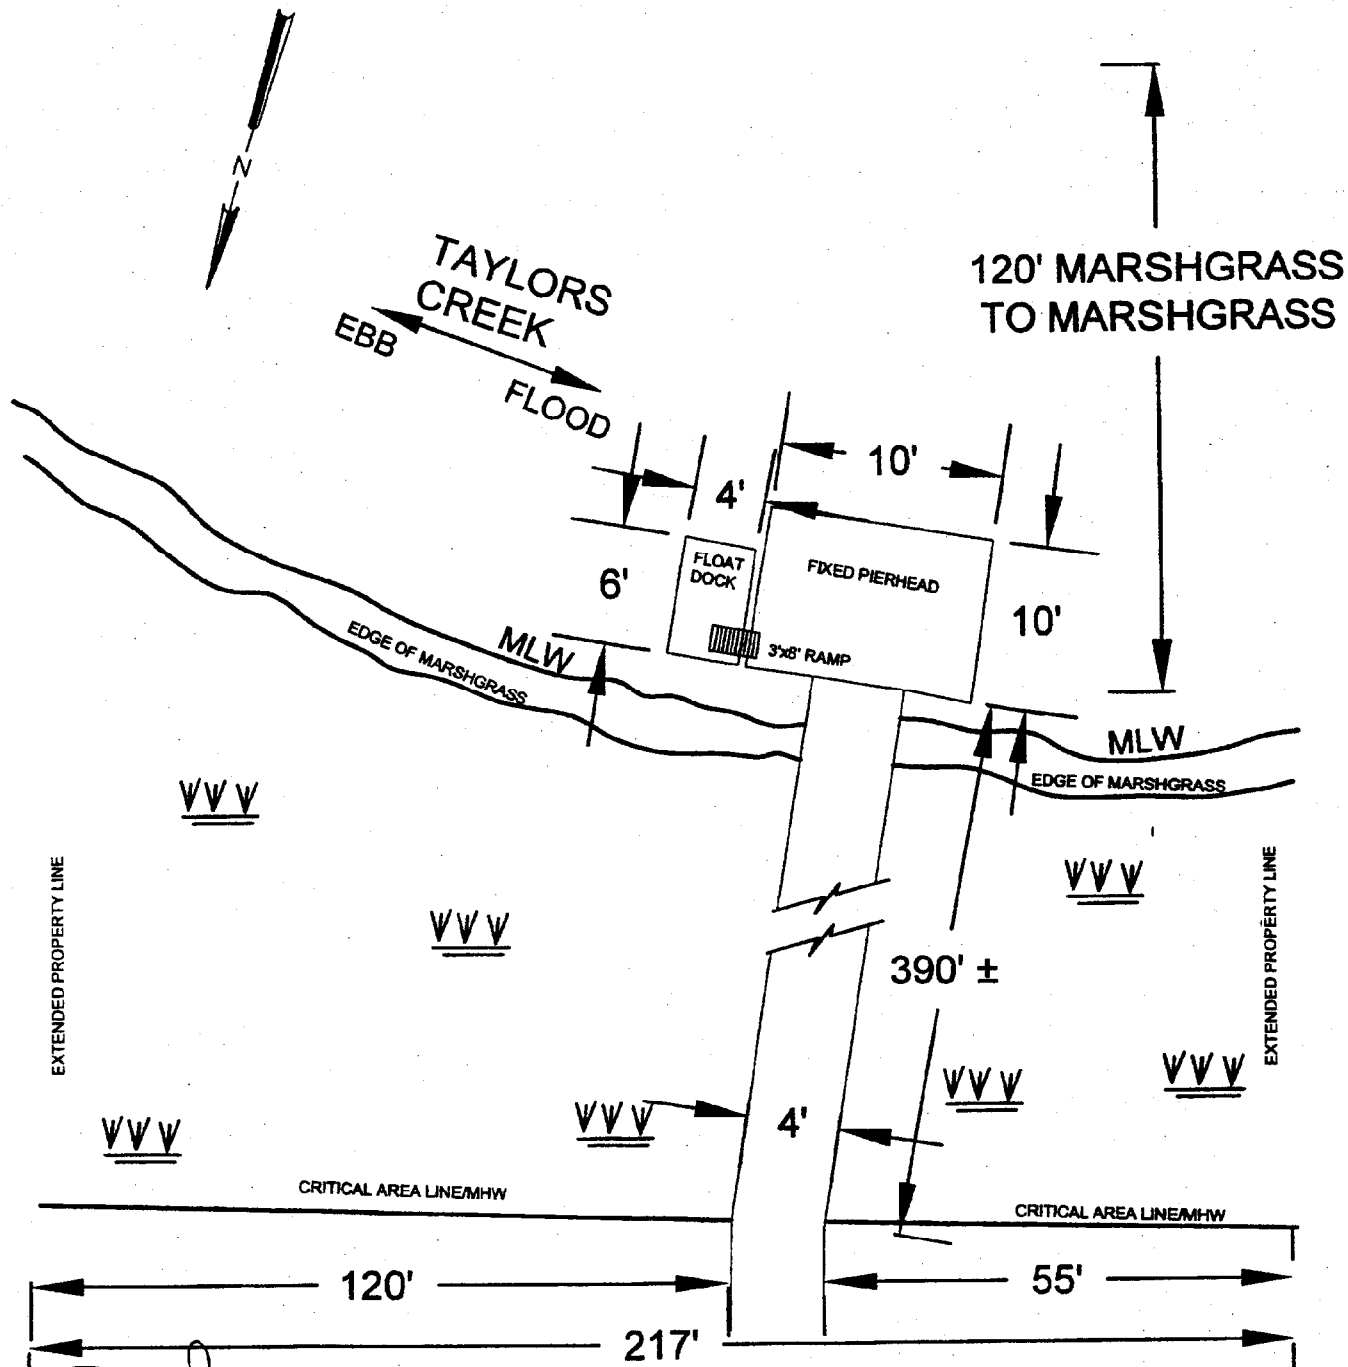 N
TAYLORS
CREEK
EBB
FLOOD
120' MARSHGRASS
TO MARSHGRASS
10'
4'
FLOAT
DOCK
FIXED PIERHEAD
6'
10'
3'x8' RAMP
MLW
EDGE OF MARSHGRASS
MLW
EDGE OF MARSHGRASS
EXTENDED PROPERTY LINE
EXTENDED PROPERTY LINE
390' ±
4'
CRITICAL AREA LINE/MHW
CRITICAL AREA LINE/MHW
120'
55'
217'